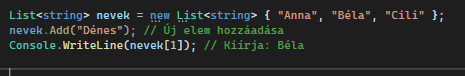 List<string> nevek = new List<string> { "Anna", "Béla", "Cili" };
nevek.Add("Dénes"); // Új elem hozzáadása
Console.WriteLine(nevek[1]); // Kiírja: Béla